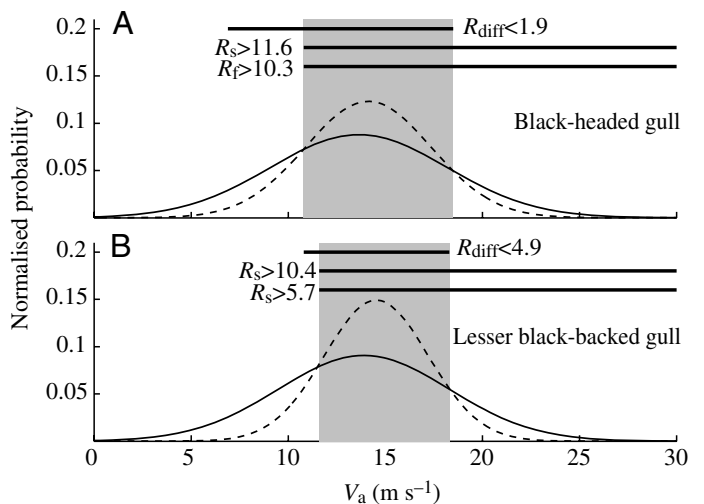 A
0.2
R_diff<1.9
R_s>11.6
0.15
R_f>10.3
0.1
Black-headed gull
0.05
B
0.2
R_diff<4.9
R_s>10.4
0.15
R_s>5.7
0.1
Lesser black-backed gull
0.05
0 5 10 15 20 25 30
V_a (m s⁻¹)
Normalised probability